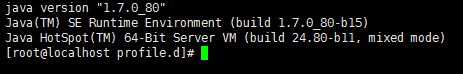 java version "1.7.0_80"
Java(TM) SE Runtime Environment (build 1.7.0_80-b15)
Java HotSpot(TM) 64-Bit Server VM (build 24.80-b11, mixed mode)
[root@localhost profile.d]#